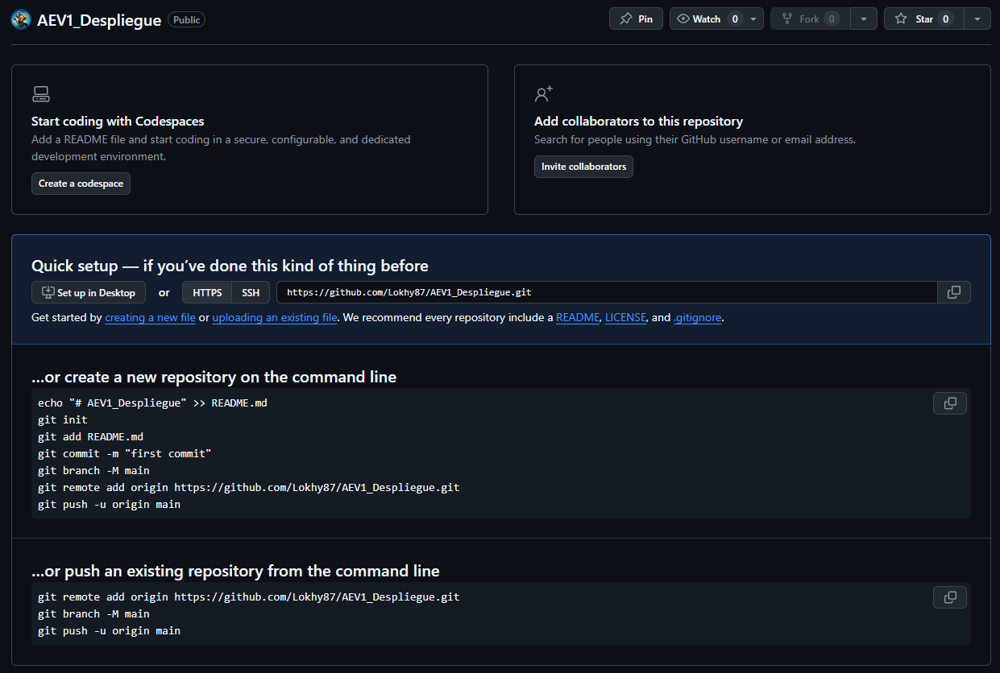 AEV1_Despliegue Public
Pin Watch 0 Fork 0 Star 0
Start coding with Codespaces
Add a README file and start coding in a secure, configurable, and dedicated
development environment.
Create a codespace
Add collaborators to this repository
Search for people using their GitHub username or email address.
Invite collaborators
Quick setup — if you’ve done this kind of thing before
Set up in Desktop or HTTPS SSH https://github.com/Lokhy87/AEV1_Despliegue.git
Get started by creating a new file or uploading an existing file. We recommend every repository include a README, LICENSE, and .gitignore.
…or create a new repository on the command line
echo "# AEV1_Despliegue" >> README.md
git init
git add README.md
git commit -m "first commit"
git branch -M main
git remote add origin https://github.com/Lokhy87/AEV1_Despliegue.git
git push -u origin main
…or push an existing repository from the command line
git remote add origin https://github.com/Lokhy87/AEV1_Despliegue.git
git branch -M main
git push -u origin main